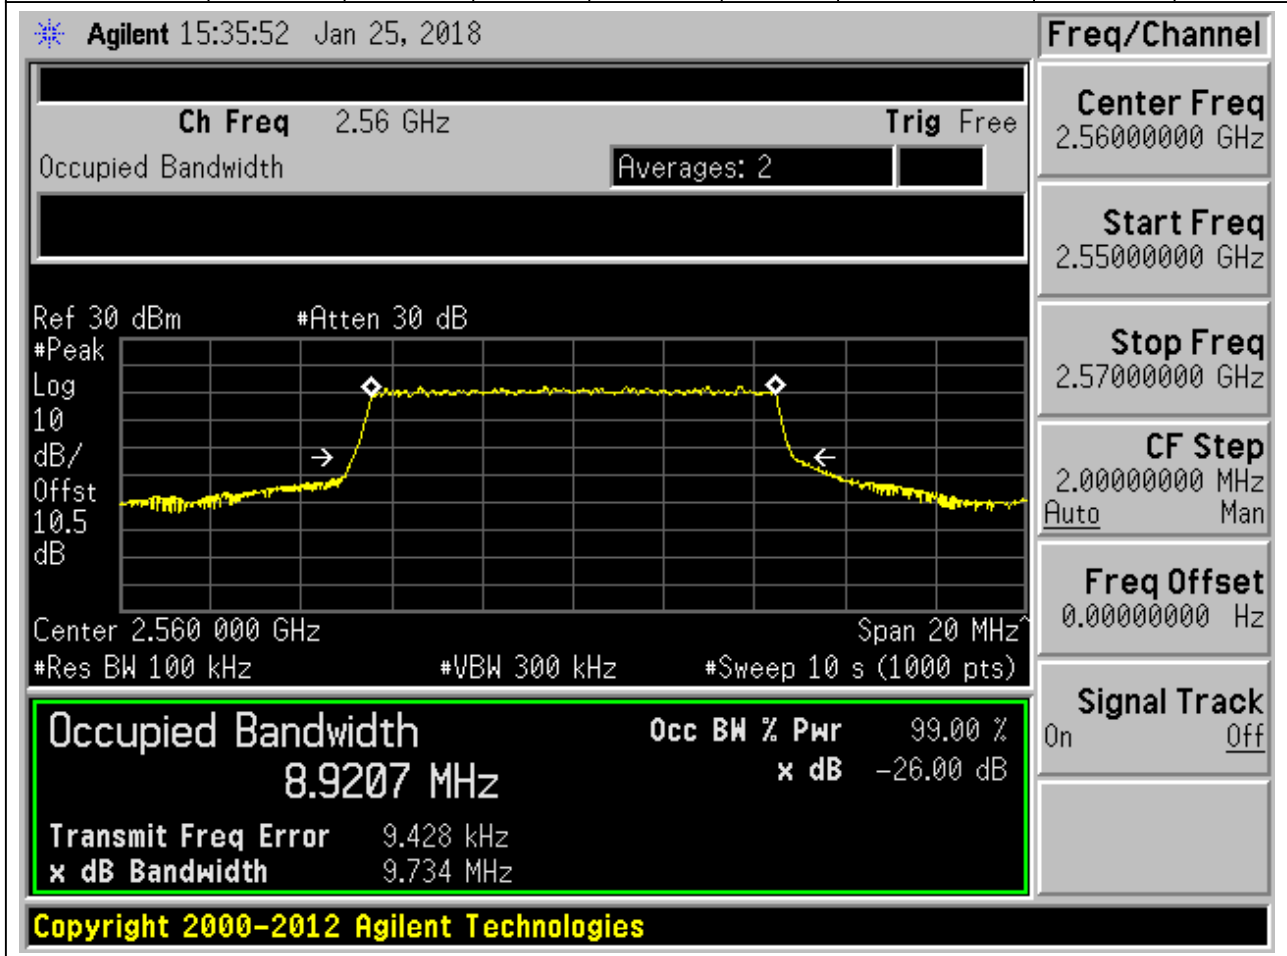 Agilent 15:35:52 Jan 25, 2018
Freq/Channel
Ch Freq 2.56 GHz Trig Free
Occupied Bandwidth Averages: 2
Center Freq
2.56000000 GHz
Start Freq
2.55000000 GHz
Stop Freq
2.57000000 GHz
CF Step
2.00000000 MHz
Auto Man
Freq Offset
0.00000000 Hz
Signal Track
On Off
Ref 30 dBm #Atten 30 dB
#Peak
Log
10
dB/
Offst
10.5
dB
Center 2.560 000 GHz Span 20 MHz^
#Res BW 100 kHz #VBW 300 kHz #Sweep 10 s (1000 pts)
Occupied Bandwidth Occ BW % Pwr 99.00 %
8.9207 MHz x dB -26.00 dB
Transmit Freq Error 9.428 kHz
x dB Bandwidth 9.734 MHz
Copyright 2000-2012 Agilent Technologies